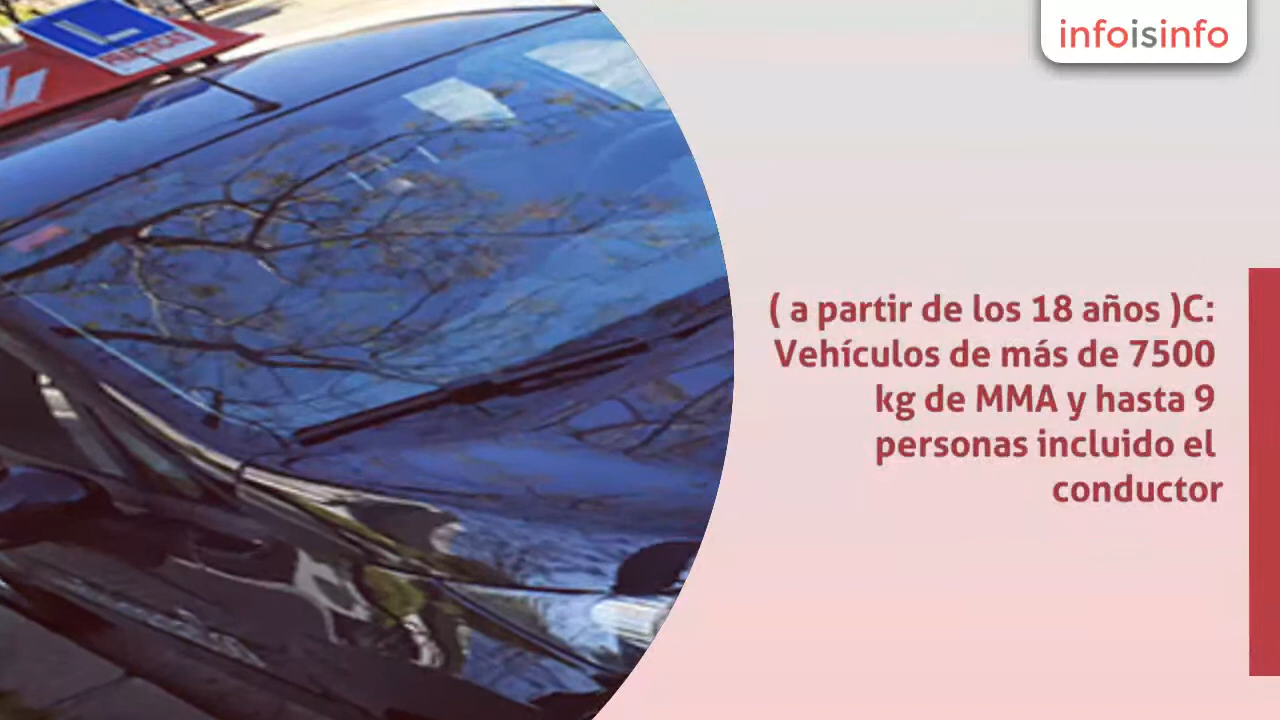 L
PRÁCTICAS
infoisinfo
( a partir de los 18 años )C:
Vehículos de más de 7500
kg de MMA y hasta 9
personas incluido el
conductor